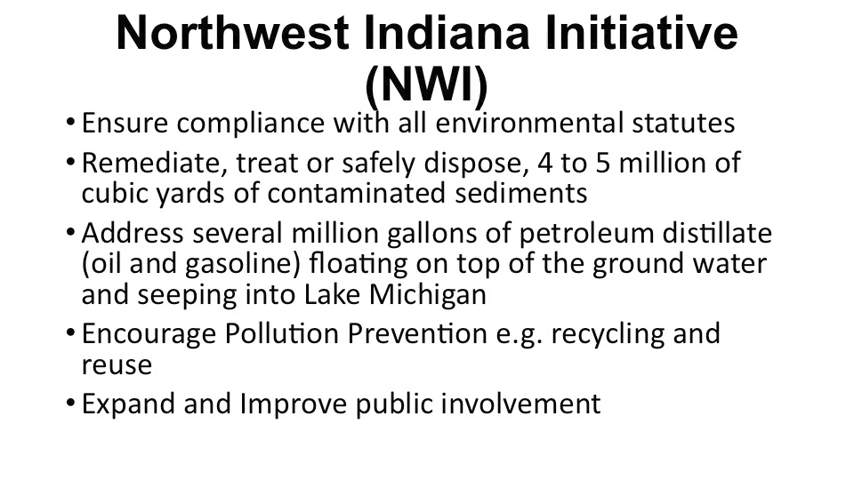 Northwest Indiana Initiative
(NWI)
• Ensure compliance with all environmental statutes
• Remediate, treat or safely dispose, 4 to 5 million of
cubic yards of contaminated sediments
• Address several million gallons of petroleum distillate
(oil and gasoline) floating on top of the ground water
and seeping into Lake Michigan
• Encourage Pollution Prevention e.g. recycling and
reuse
• Expand and Improve public involvement